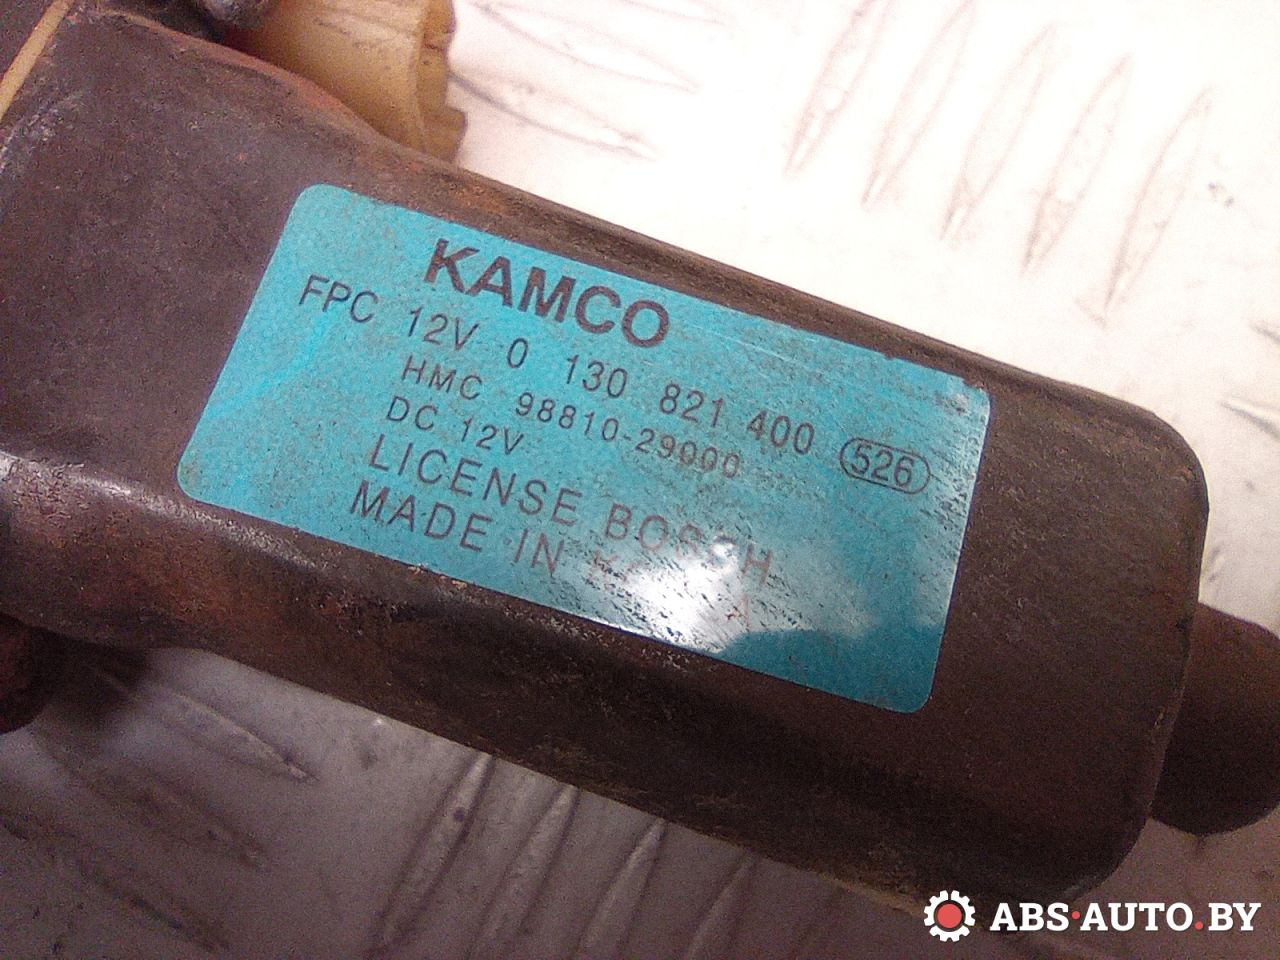 KAMCO
FPC 12V 0 130 821 400 526
HMC 98810-29000
DC 12V
LICENSE BOSCH
MADE IN KOREA
ABS·AUTO.BY